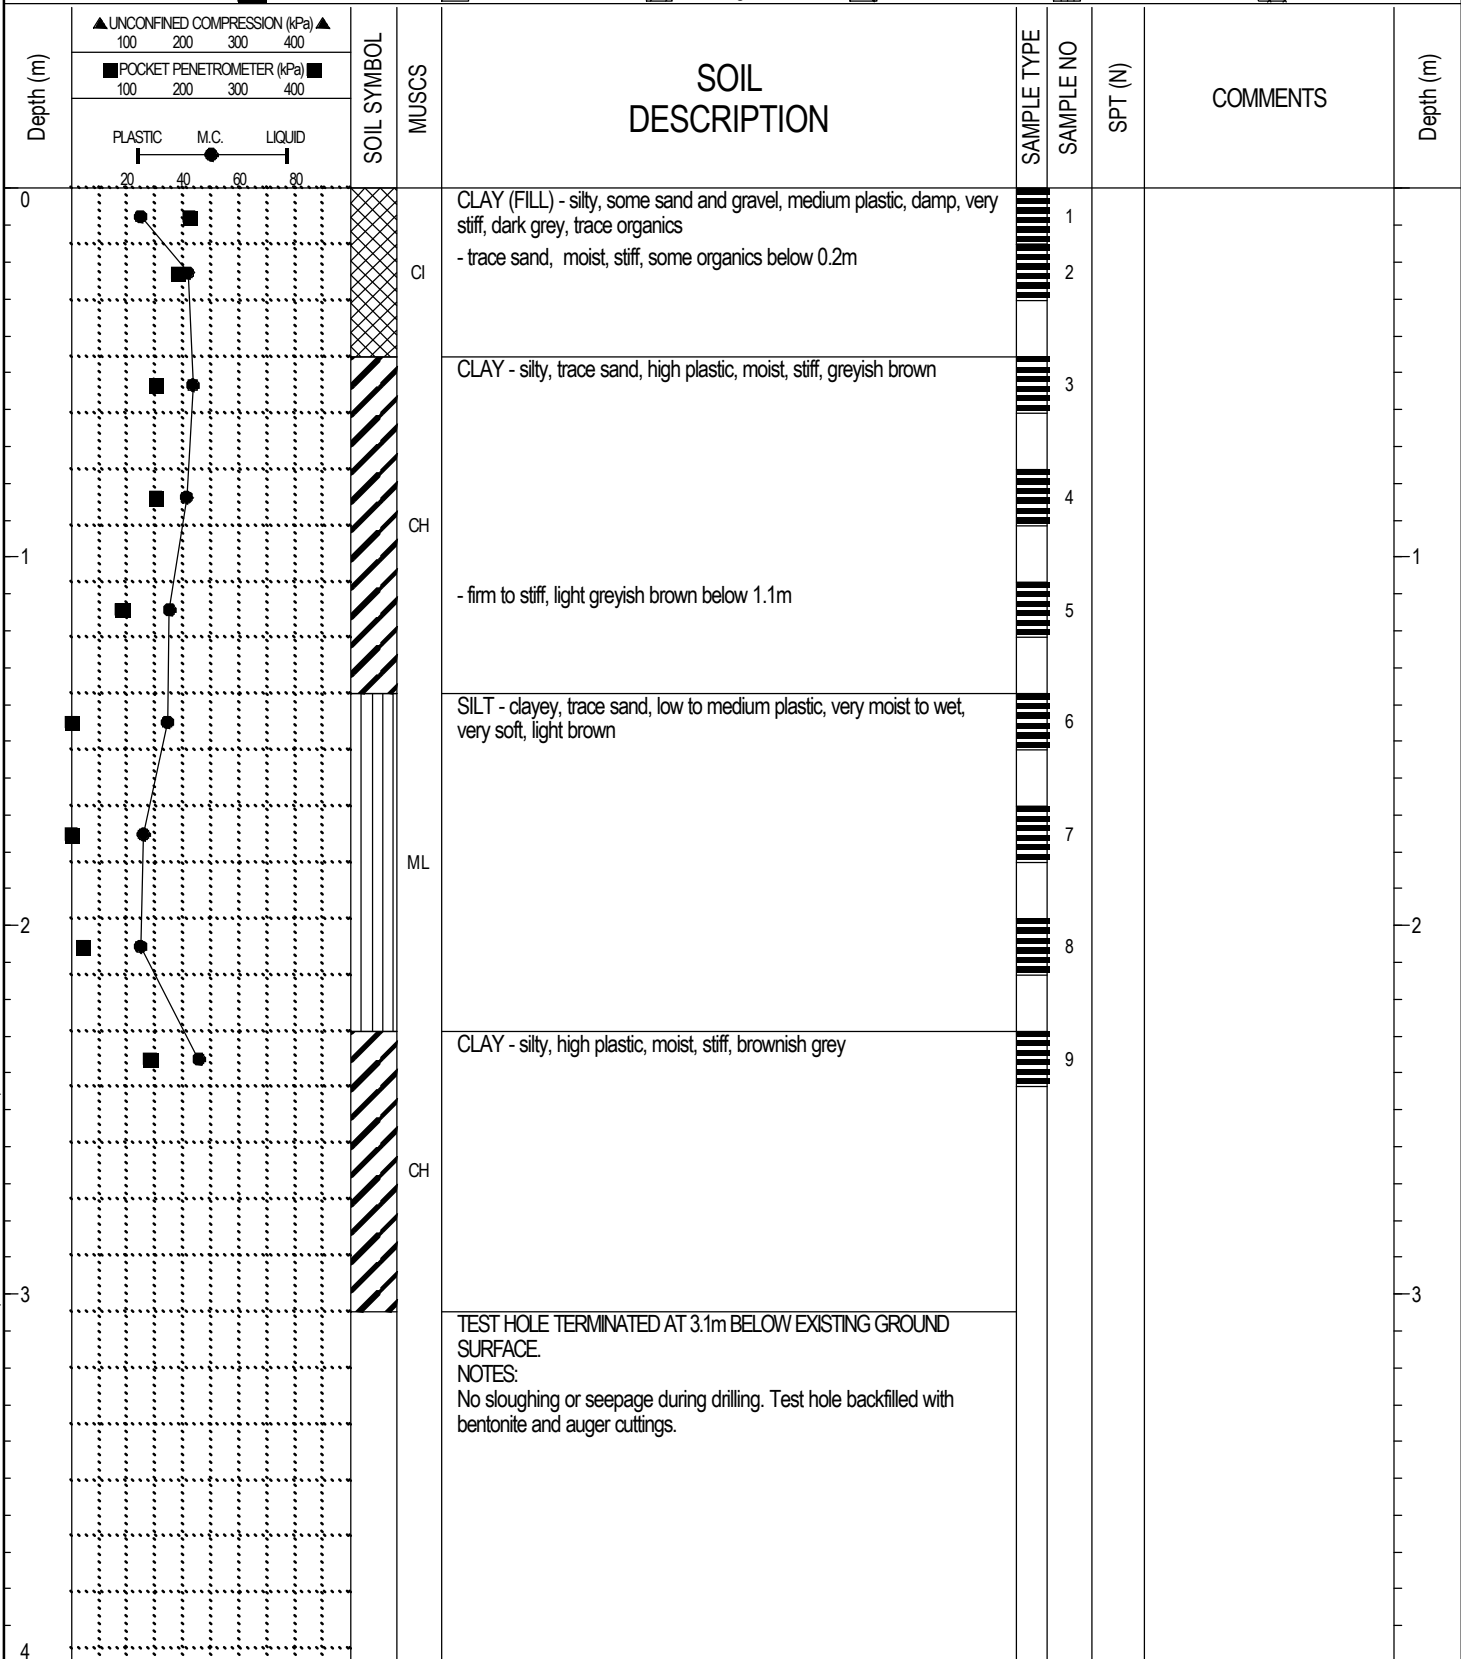 ▲UNCONFINED COMPRESSION (kPa)▲
100 200 300 400
■POCKET PENETROMETER (kPa)■
100 200 300 400
PLASTIC M.C. LIQUID
20 40 60 80
Depth (m)
SOIL SYMBOL
MUSCS
SOIL
DESCRIPTION
SAMPLE TYPE
SAMPLE NO
SPT (N)
COMMENTS
Depth (m)
0
CLAY (FILL) - silty, some sand and gravel, medium plastic, damp, very
stiff, dark grey, trace organics
1
- trace sand, moist, stiff, some organics below 0.2m
CI
2
CLAY - silty, trace sand, high plastic, moist, stiff, greyish brown
3
4
CH
1
1
- firm to stiff, light greyish brown below 1.1m
5
SILT - clayey, trace sand, low to medium plastic, very moist to wet,
very soft, light brown
6
7
ML
2
2
8
CLAY - silty, high plastic, moist, stiff, brownish grey
9
CH
3
3
TEST HOLE TERMINATED AT 3.1m BELOW EXISTING GROUND
SURFACE.
NOTES:
No sloughing or seepage during drilling. Test hole backfilled with
bentonite and auger cuttings.
4